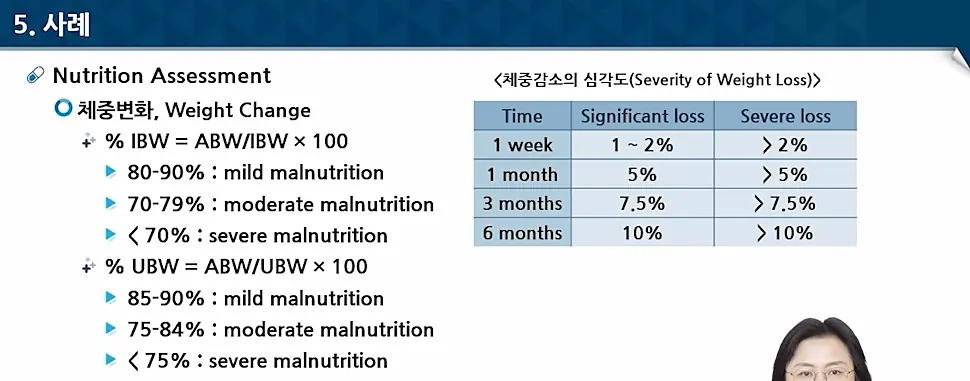 5. 사례
Nutrition Assessment
체중변화, Weight Change
% IBW = ABW/IBW × 100
80-90% : mild malnutrition
70-79% : moderate malnutrition
< 70% : severe malnutrition
% UBW = ABW/UBW × 100
85-90% : mild malnutrition
75-84% : moderate malnutrition
< 75% : severe malnutrition
<체중감소의 심각도(Severity of Weight Loss)>
Time Significant loss Severe loss
1 week 1 ~ 2% > 2%
1 month 5% > 5%
3 months 7.5% > 7.5%
6 months 10% > 10%